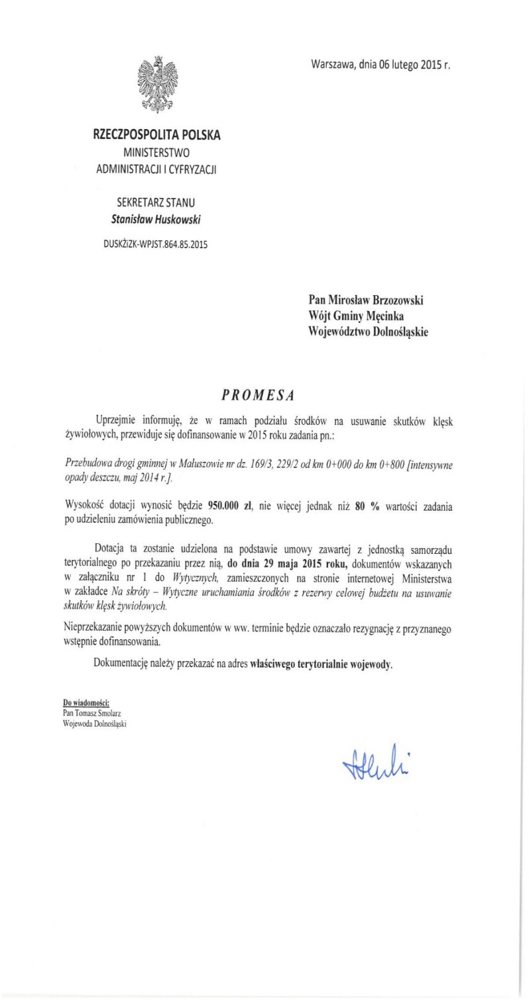 Warszawa, dnia 06 lutego 2015 r.
RZECZPOSPOLITA POLSKA
MINISTERSTWO
ADMINISTRACJI I CYFRYZACJI
SEKRETARZ STANU
Stanisław Huskowski
DUSKŻiZK-WPJST.864.85.2015
Pan Mirosław Brzozowski
Wójt Gminy Męcinka
Województwo Dolnośląskie
PROMESA
Uprzejmie informuję, że w ramach podziału środków na usuwanie skutków klęsk
żywiołowych, przewiduje się dofinansowanie w 2015 roku zadania pn.:
Przebudowa drogi gminnej w Małuszowie nr dz. 169/3, 229/2 od km 0+000 do km 0+800 [intensywne
opady deszczu, maj 2014 r.].
Wysokość dotacji wynosić będzie 950.000 zł, nie więcej jednak niż 80 % wartości zadania
po udzieleniu zamówienia publicznego.
Dotacja ta zostanie udzielona na podstawie umowy zawartej z jednostką samorządu
terytorialnego po przekazaniu przez nią, do dnia 29 maja 2015 roku, dokumentów wskazanych
w załączniku nr 1 do Wytycznych, zamieszczonych na stronie internetowej Ministerstwa
w zakładce Na skróty – Wytyczne uruchamiania środków z rezerwy celowej budżetu na usuwanie
skutków klęsk żywiołowych.
Nieprzekazanie powyższych dokumentów w ww. terminie będzie oznaczało rezygnację z przyznanego
wstępnie dofinansowania.
Dokumentację należy przekazać na adres właściwego terytorialnie wojewody.
Do wiadomości:
Pan Tomasz Smolarz
Wojewoda Dolnośląski